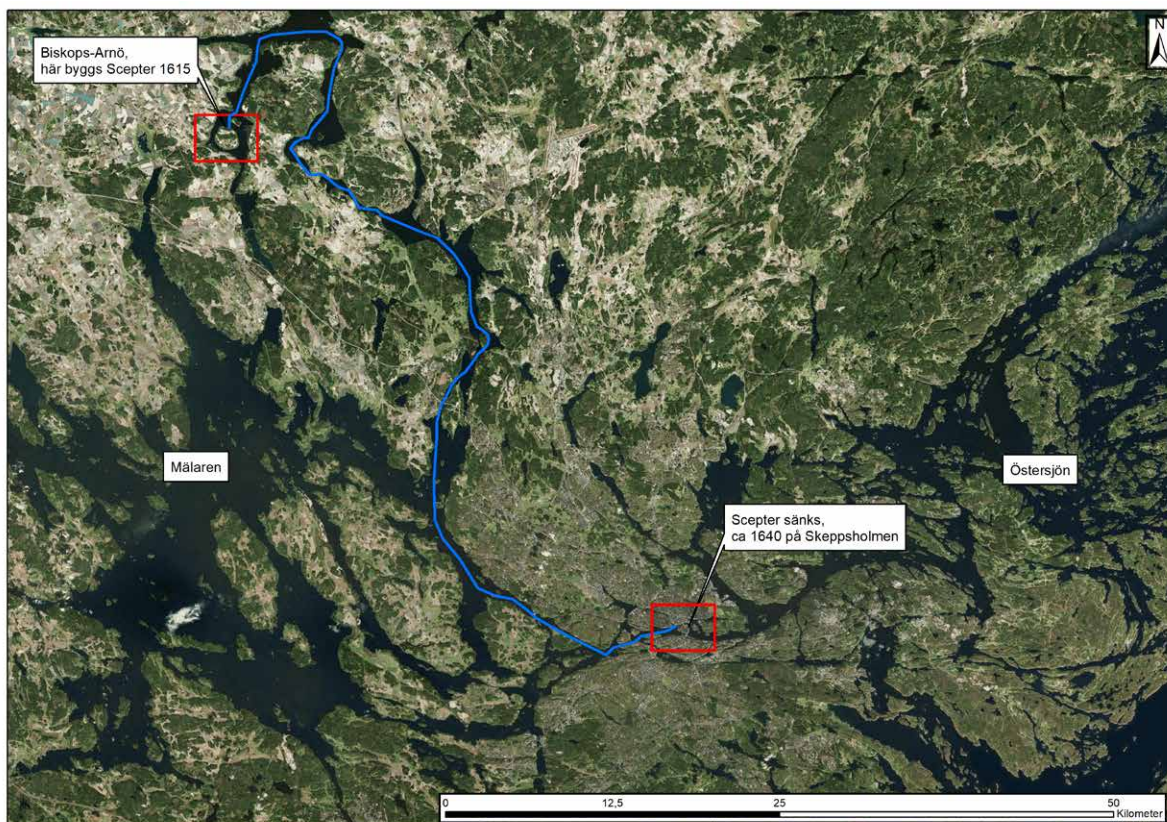 Biskops-Arnö,
här byggs Scepter 1615
N
Mälaren
Östersjön
Scepter sänks,
ca 1640 på Skeppsholmen
0 12,5 25 50
Kilometer